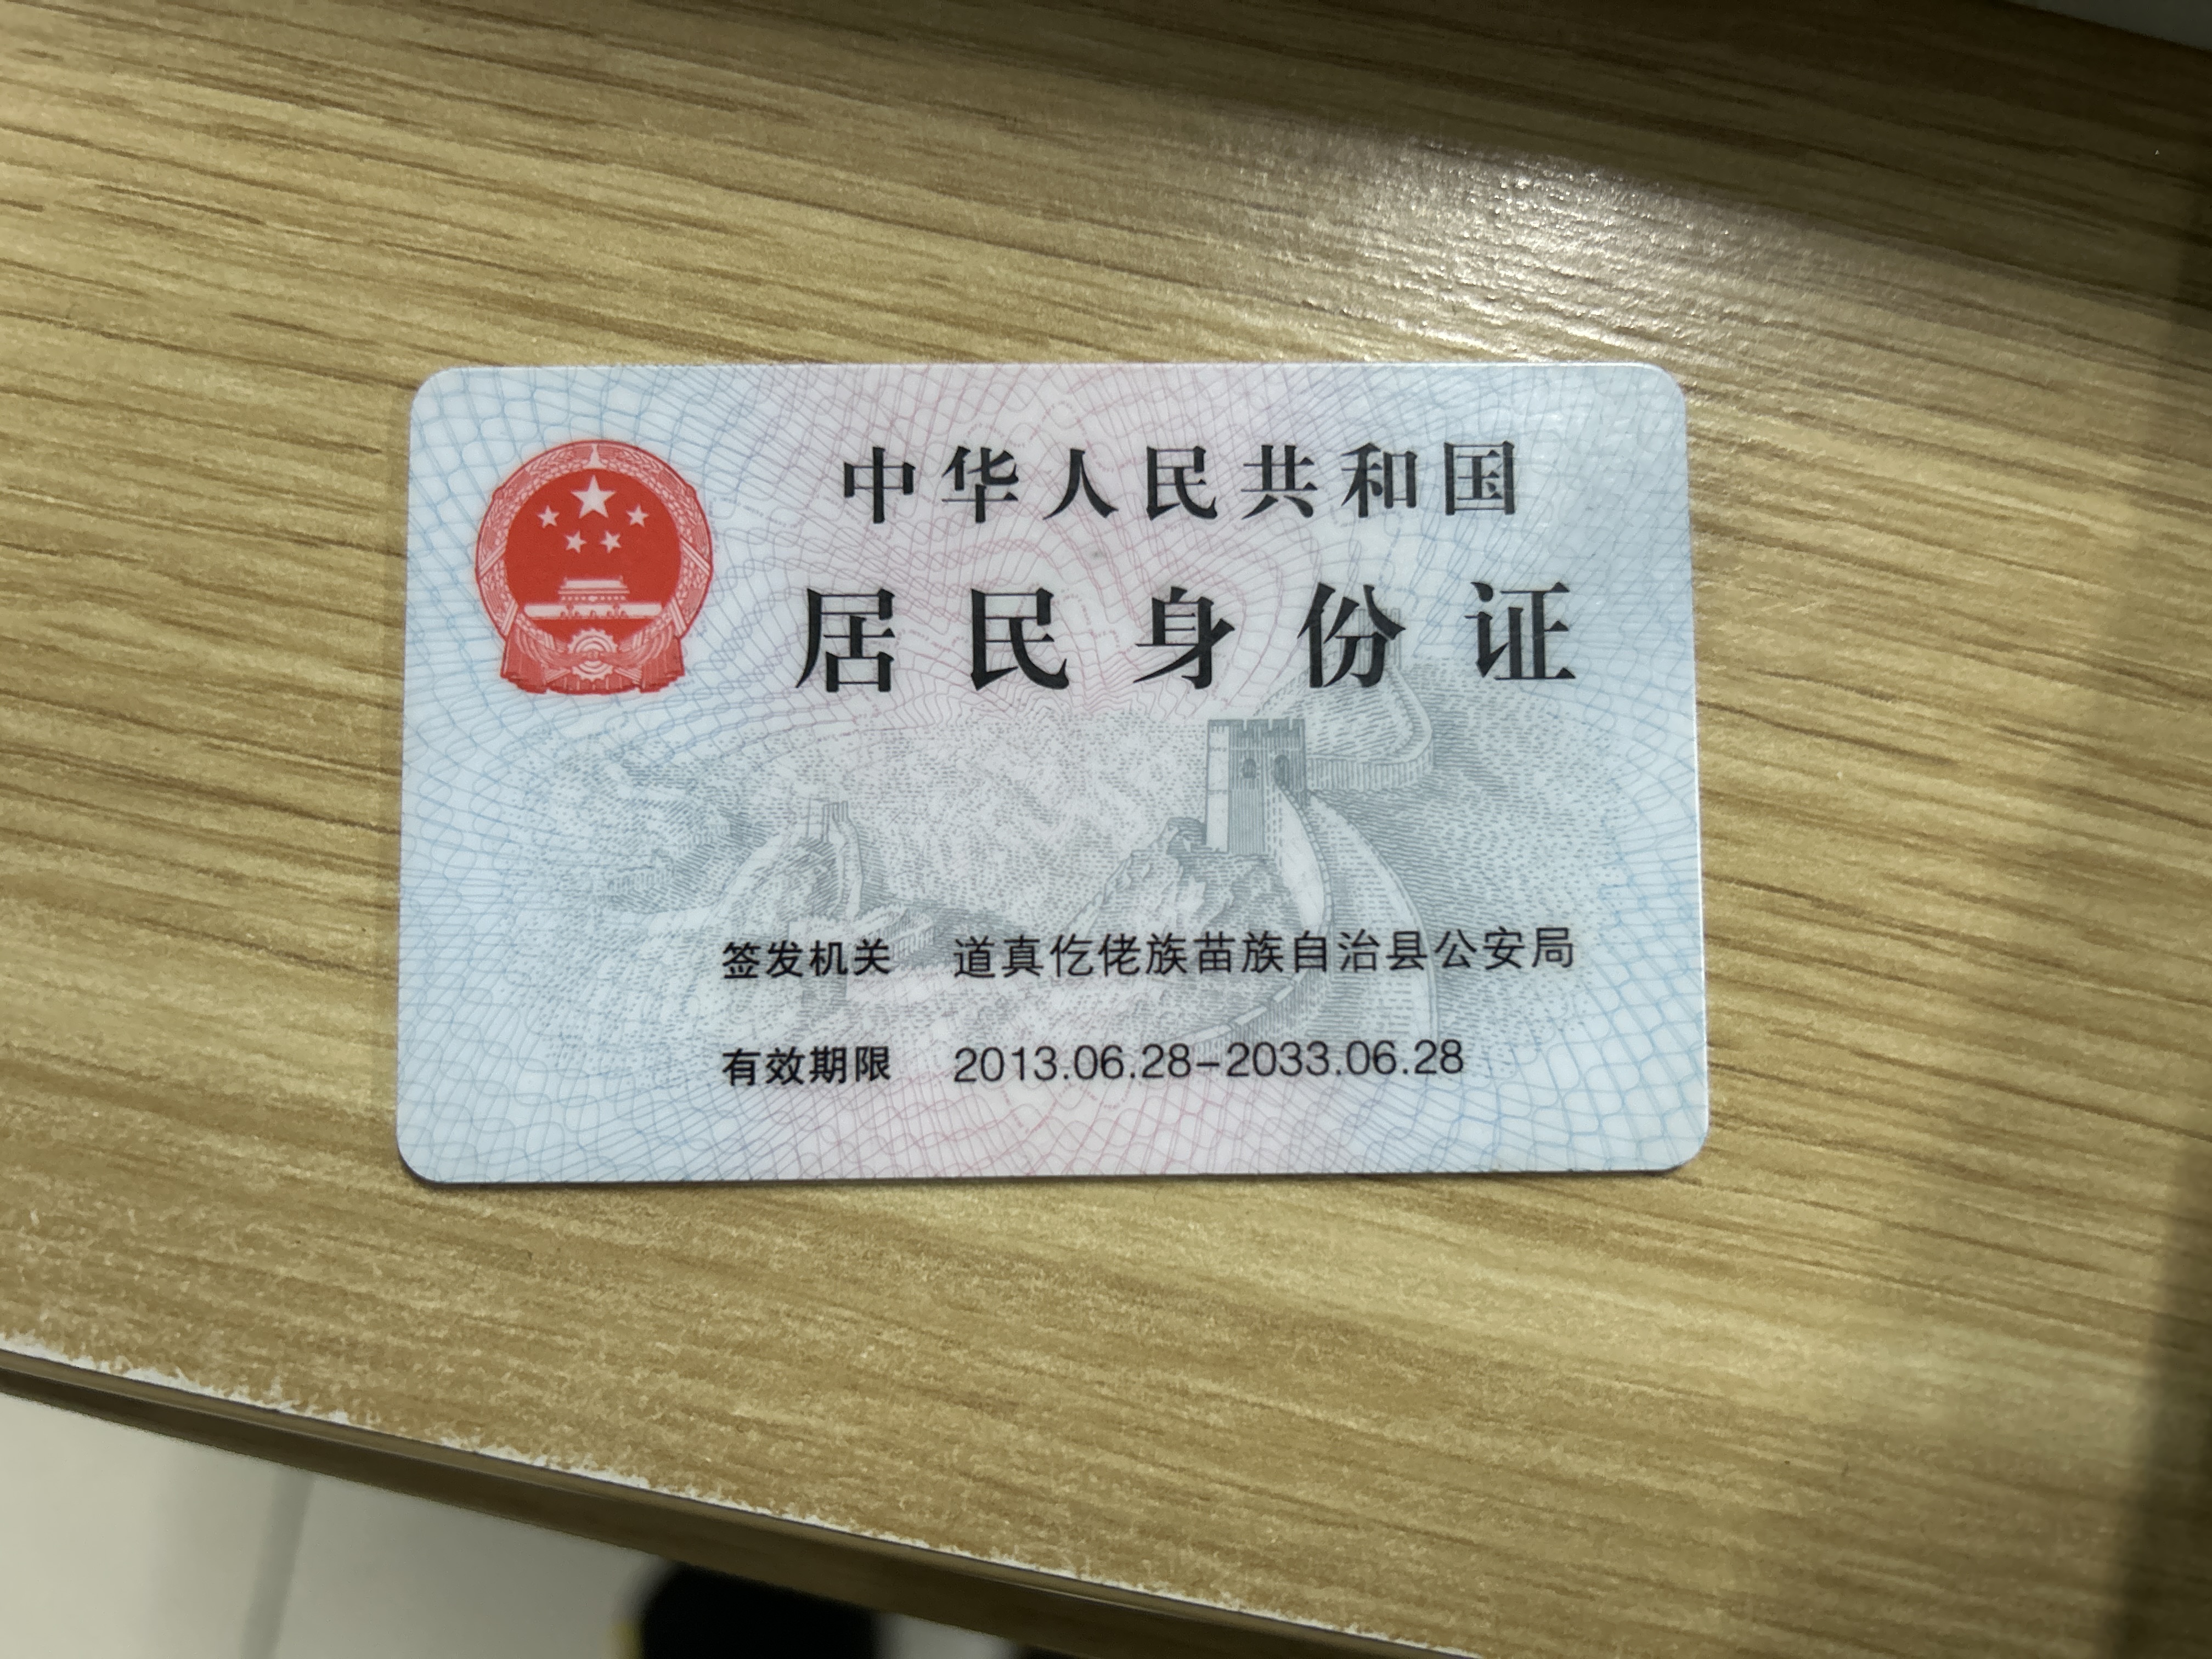 中华人民共和国
居民身份证
签发机关 道真仡佬族苗族自治县公安局
有效期限 2013.06.28-2033.06.28